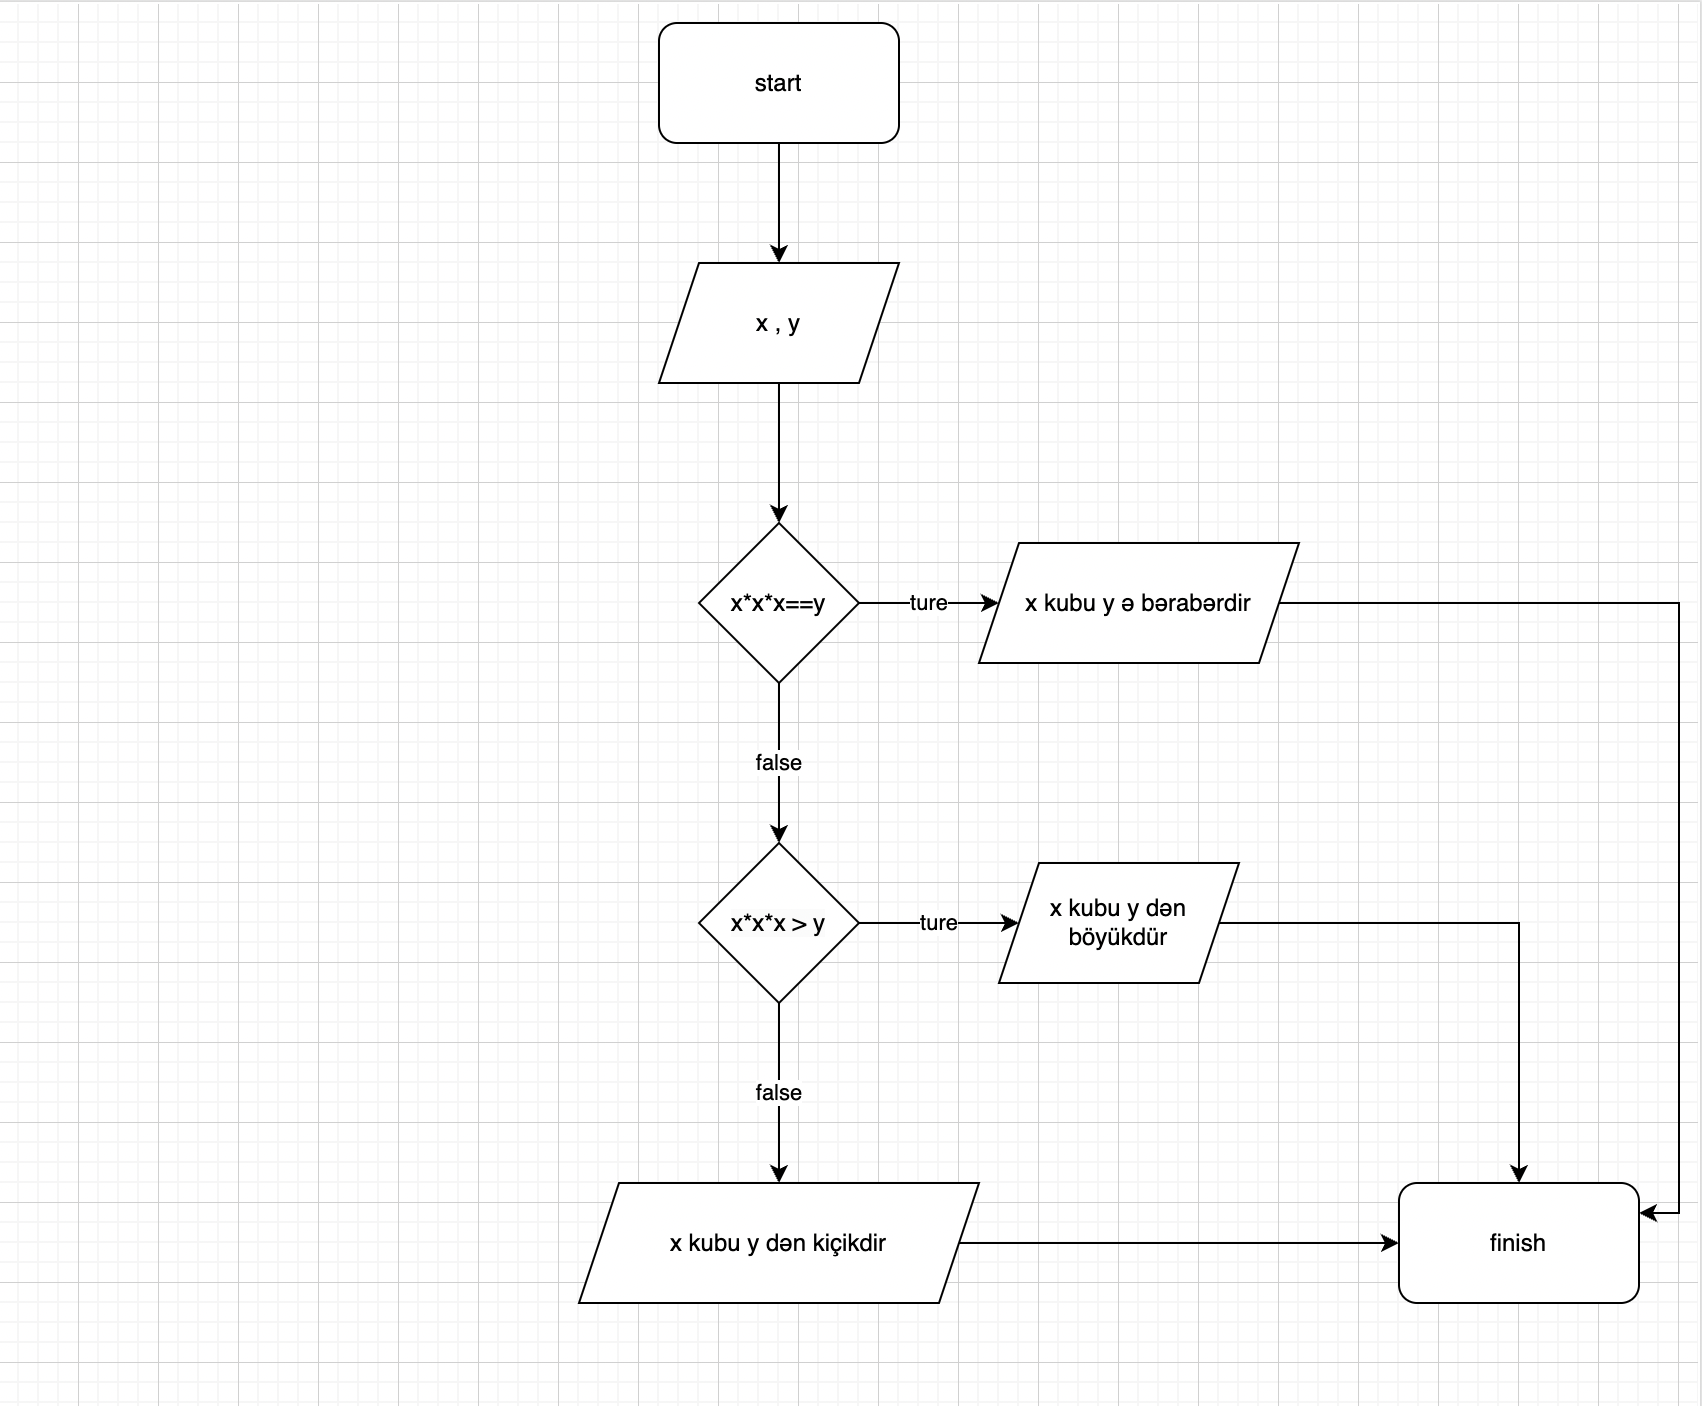 start
x , y
x*x*x==y
ture
x kubu y ə bərabərdir
false
x*x*x > y
ture
x kubu y dən
böyükdür
false
x kubu y dən kiçikdir
finish